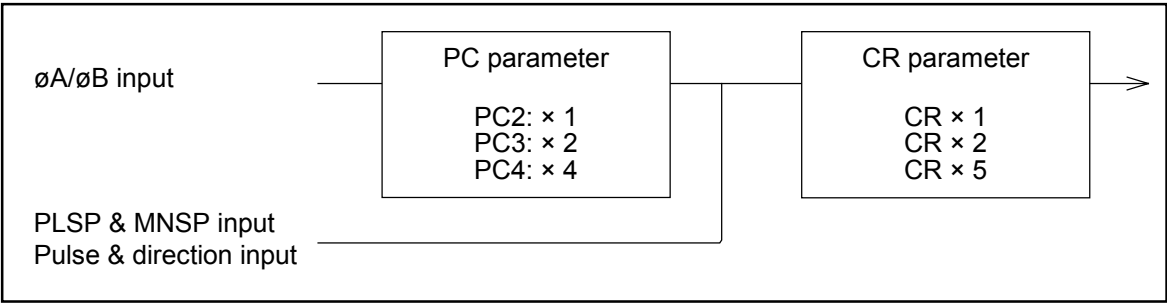 øA/øB input
PC parameter
PC2: × 1
PC3: × 2
PC4: × 4
CR parameter
CR × 1
CR × 2
CR × 5
PLSP & MNSP input
Pulse & direction input